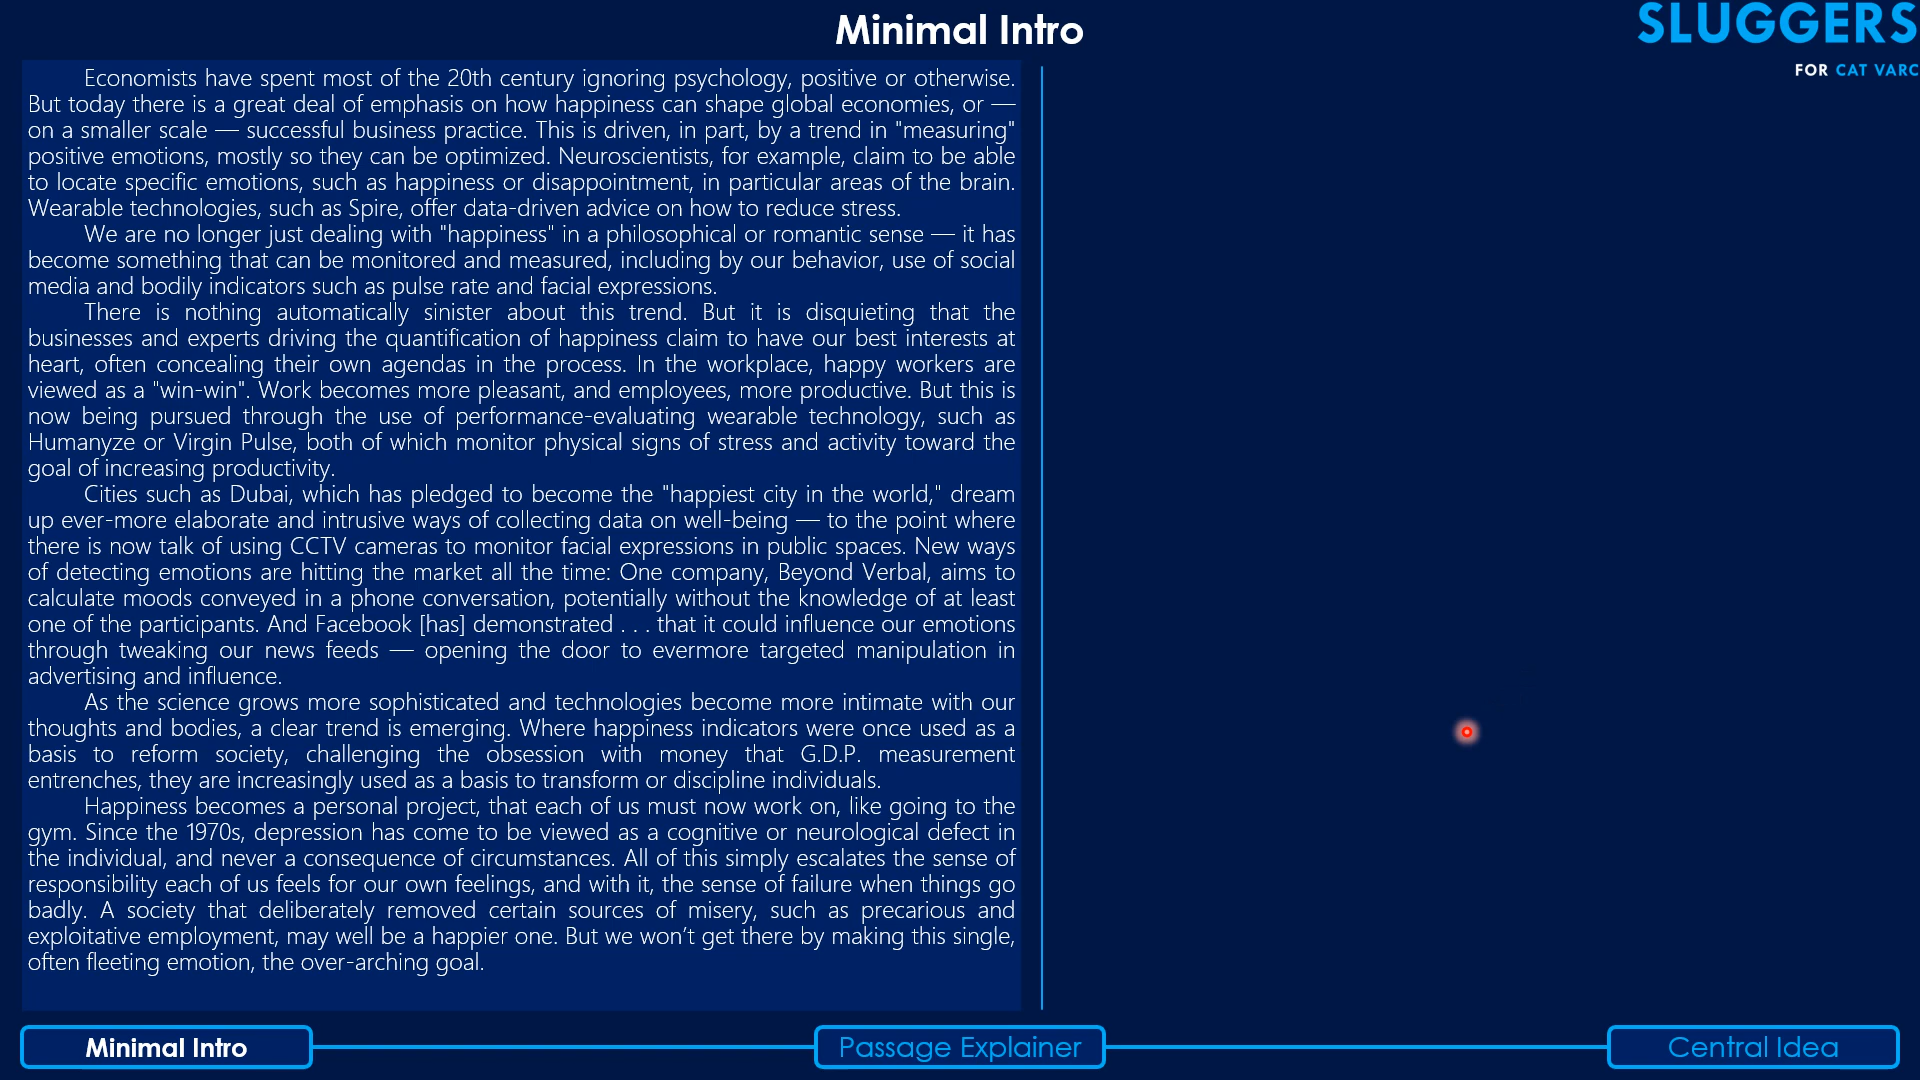 Minimal Intro
SLUGGERS
FOR CAT VARC
Economists have spent most of the 20th century ignoring psychology, positive or otherwise.
But today there is a great deal of emphasis on how happiness can shape global economies, or —
on a smaller scale — successful business practice. This is driven, in part, by a trend in "measuring"
positive emotions, mostly so they can be optimized. Neuroscientists, for example, claim to be able
to locate specific emotions, such as happiness or disappointment, in particular areas of the brain.
Wearable technologies, such as Spire, offer data-driven advice on how to reduce stress.
We are no longer just dealing with "happiness" in a philosophical or romantic sense — it has
become something that can be monitored and measured, including by our behavior, use of social
media and bodily indicators such as pulse rate and facial expressions.
There is nothing automatically sinister about this trend. But it is disquieting that the
businesses and experts driving the quantification of happiness claim to have our best interests at
heart, often concealing their own agendas in the process. In the workplace, happy workers are
viewed as a "win-win". Work becomes more pleasant, and employees, more productive. But this is
now being pursued through the use of performance-evaluating wearable technology, such as
Humanyze or Virgin Pulse, both of which monitor physical signs of stress and activity toward the
goal of increasing productivity.
Cities such as Dubai, which has pledged to become the "happiest city in the world," dream
up ever-more elaborate and intrusive ways of collecting data on well-being — to the point where
there is now talk of using CCTV cameras to monitor facial expressions in public spaces. New ways
of detecting emotions are hitting the market all the time: One company, Beyond Verbal, aims to
calculate moods conveyed in a phone conversation, potentially without the knowledge of at least
one of the participants. And Facebook [has] demonstrated . . . that it could influence our emotions
through tweaking our news feeds — opening the door to evermore targeted manipulation in
advertising and influence.
As the science grows more sophisticated and technologies become more intimate with our
thoughts and bodies, a clear trend is emerging. Where happiness indicators were once used as a
basis to reform society, challenging the obsession with money that G.D.P. measurement
entrenches, they are increasingly used as a basis to transform or discipline individuals.
Happiness becomes a personal project, that each of us must now work on, like going to the
gym. Since the 1970s, depression has come to be viewed as a cognitive or neurological defect in
the individual, and never a consequence of circumstances. All of this simply escalates the sense of
responsibility each of us feels for our own feelings, and with it, the sense of failure when things go
badly. A society that deliberately removed certain sources of misery, such as precarious and
exploitative employment, may well be a happier one. But we won’t get there by making this single,
often fleeting emotion, the over-arching goal.
Minimal Intro
Passage Explainer
Central Idea